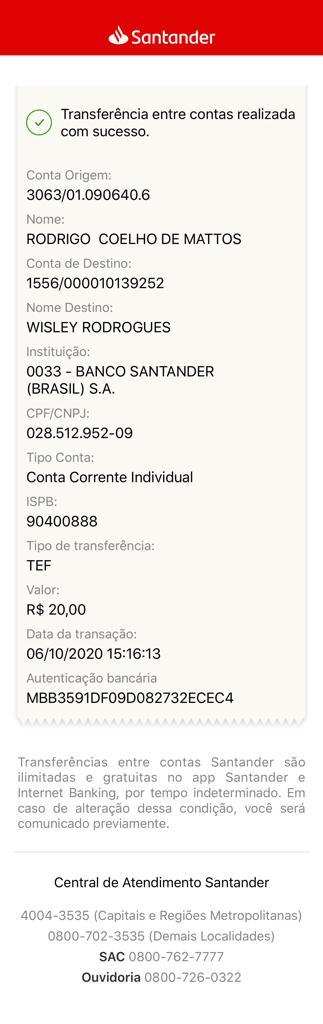 Santander
Transferência entre contas realizada
com sucesso.
Conta Origem:
3063/01.090640.6
Nome:
RODRIGO COELHO DE MATTOS
Conta de Destino:
1556/000010139252
Nome Destino:
WISLEY RODROGUES
Instituição:
0033 - BANCO SANTANDER
(BRASIL) S.A.
CPF/CNPJ:
028.512.952-09
Tipo Conta:
Conta Corrente Individual
ISPB:
90400888
Tipo de transferência:
TEF
Valor:
R$ 20,00
Data da transação:
06/10/2020 15:16:13
Autenticação bancária
MBB3591DF09D082732ECEC4
Transferências entre contas Santander são
ilimitadas e gratuitas no app Santander e
Internet Banking, por tempo indeterminado. Em
caso de alteração dessa condição, você será
comunicado previamente.
Central de Atendimento Santander
4004-3535 (Capitais e Regiões Metropolitanas)
0800-702-3535 (Demais Localidades)
SAC 0800-762-7777
Ouvidoria 0800-726-0322